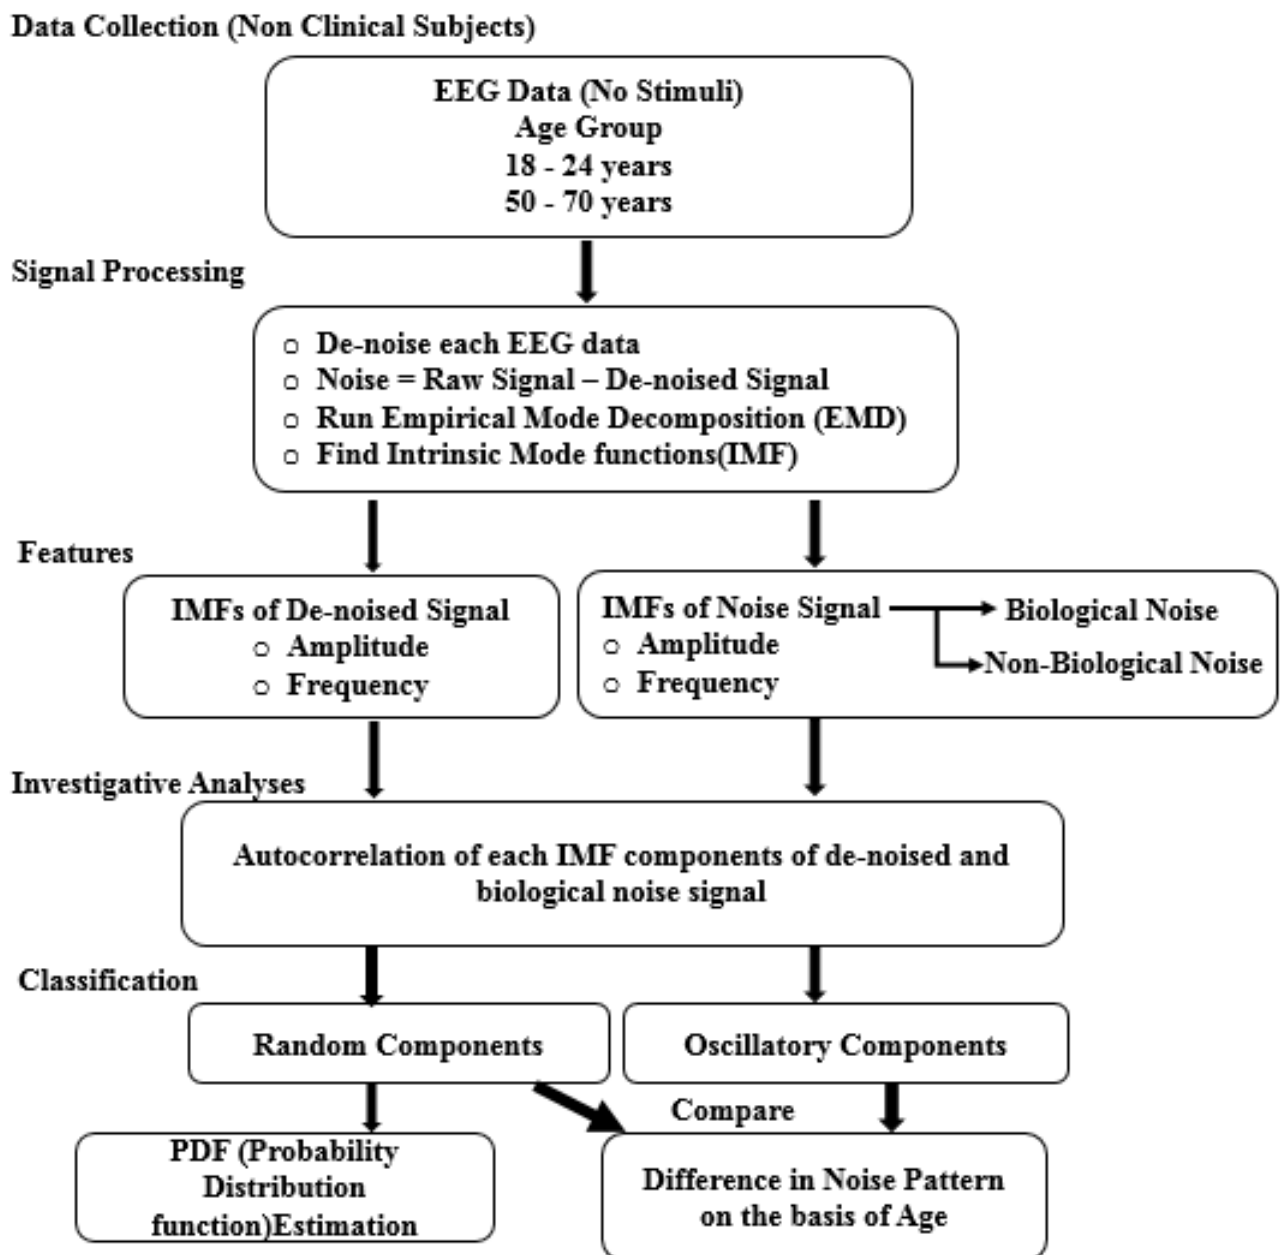 Data Collection (Non Clinical Subjects)
EEG Data (No Stimuli)
Age Group
18 - 24 years
50 - 70 years
Signal Processing
De-noise each EEG data
Noise = Raw Signal – De-noised Signal
Run Empirical Mode Decomposition (EMD)
Find Intrinsic Mode functions(IMF)
Features
IMFs of De-noised Signal
Amplitude
Frequency
IMFs of Noise Signal
Amplitude
Frequency
Biological Noise
Non-Biological Noise
Investigative Analyses
Autocorrelation of each IMF components of de-noised and
biological noise signal
Classification
Random Components
Oscillatory Components
Compare
PDF (Probability
Distribution
function)Estimation
Difference in Noise Pattern
on the basis of Age